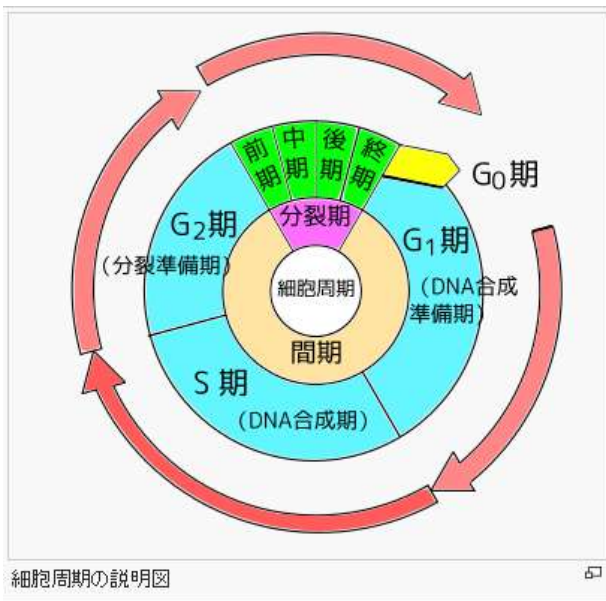 前期
中期
後期
終期
G₀期
分裂期
G₂期
(分裂準備期)
G₁期
(DNA合成
準備期)
細胞周期
間期
S 期
(DNA合成期)
細胞周期の説明図